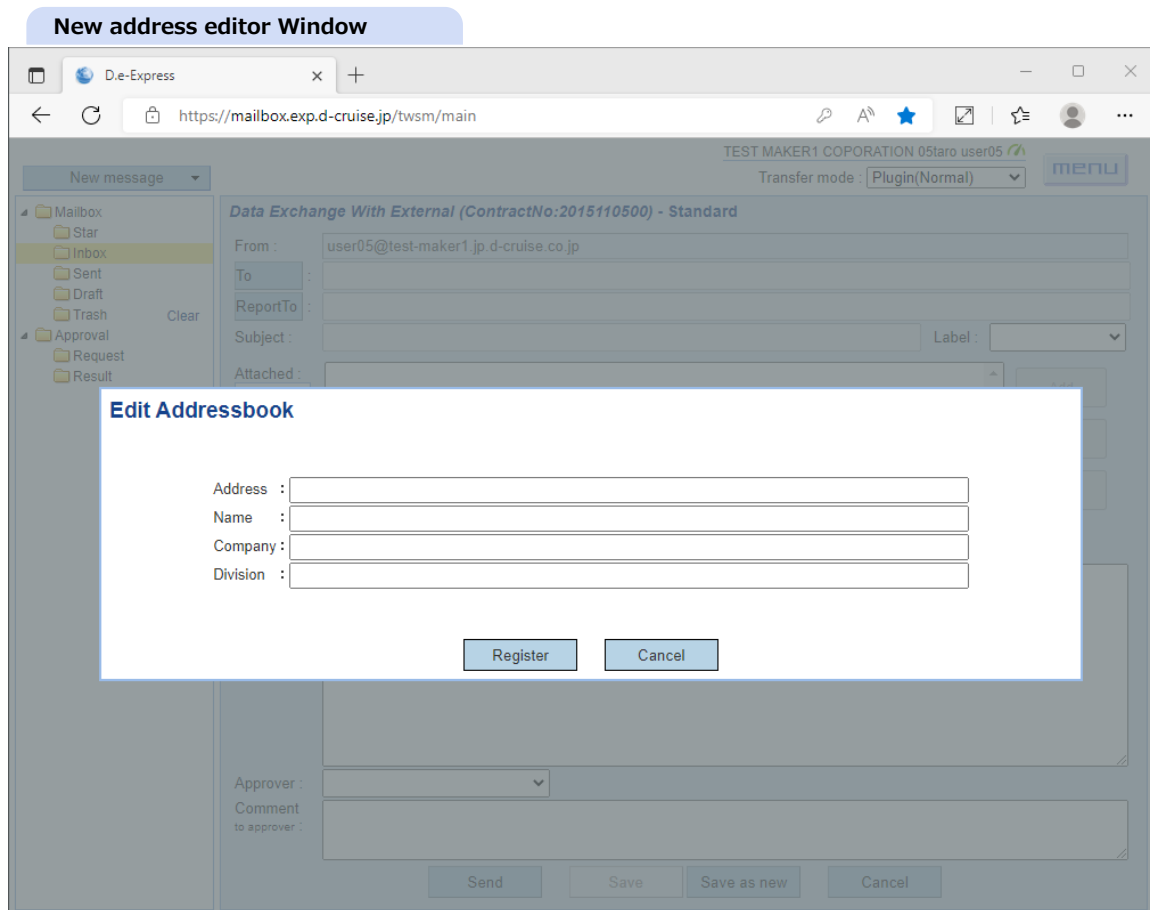 New address editor Window
D.e-Express
https://mailbox.exp.d-cruise.jp/twsm/main
TEST MAKER1 COPORATION 05taro user05
New message
Transfer mode : Plugin(Normal)
menu
Mailbox
Star
Inbox
Sent
Draft
Trash Clear
Approval
Request
Result
Data Exchange With External (ContractNo:2015110500) - Standard
From : user05@test-maker1.jp.d-cruise.co.jp
To :
ReportTo :
Subject : Label :
Attached :
Edit Addressbook
Address :
Name :
Company :
Division :
Register Cancel
Approver :
Comment
to approver :
Send Save Save as new Cancel